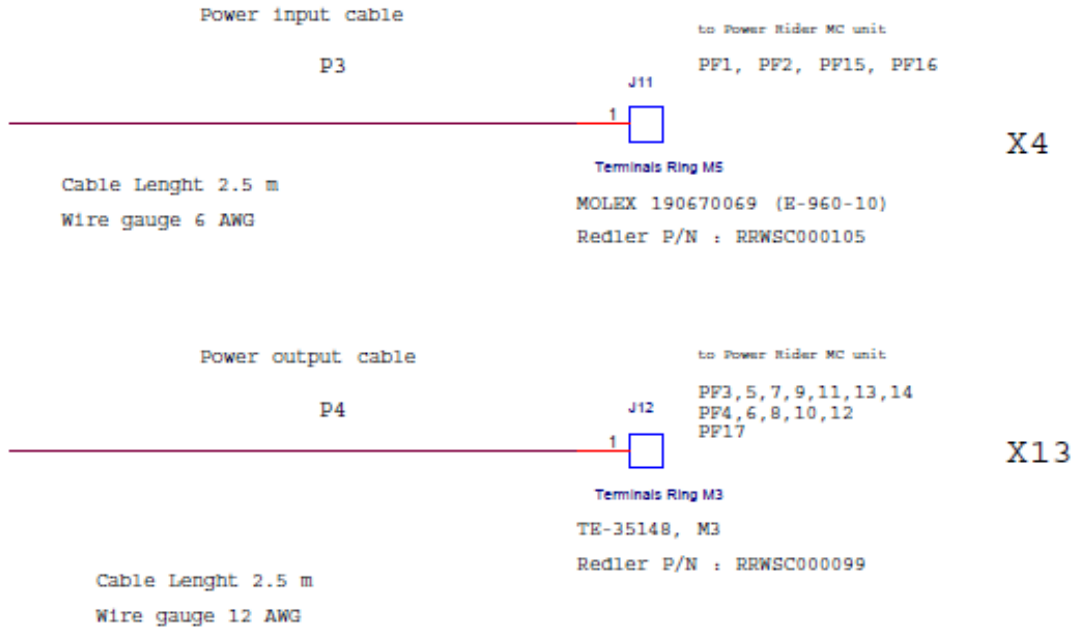 Power input cable
to Power Rider MC unit
P3
PF1, PF2, PF15, PF16
J11
1
X4
Terminals Ring M5
Cable Lenght 2.5 m
MOLEX 190670069 (E-960-10)
Wire gauge 6 AWG
Redler P/N : RRWSC000105
Power output cable
to Power Rider MC unit
PF3,5,7,9,11,13,14
P4
J12
PF4,6,8,10,12
PF17
1
X13
Terminals Ring M3
TE-35148, M3
Redler P/N : RRWSC000099
Cable Lenght 2.5 m
Wire gauge 12 AWG